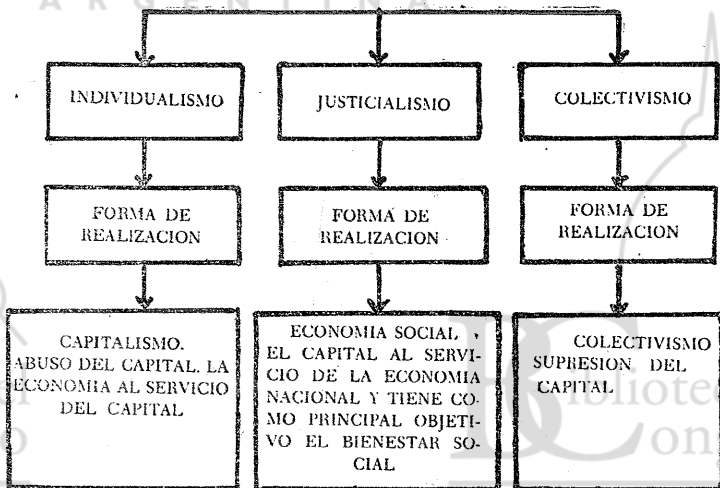 ARGENTINA
INDIVIDUALISMO
JUSTICIALISMO
COLECTIVISMO
FORMA DE
REALIZACION
FORMA DE
REALIZACION
FORMA DE
REALIZACION
CAPITALISMO.
ABUSO DEL CAPITAL. LA
ECONOMIA AL SERVICIO
DEL CAPITAL
ECONOMIA SOCIAL
EL CAPITAL AL SERVI-
CIO DE LA ECONOMIA
NACIONAL Y TIENE CO-
MO PRINCIPAL OBJETI-
VO EL BIENESTAR SO-
CIAL
COLECTIVISMO
SUPRESION DEL
CAPITAL